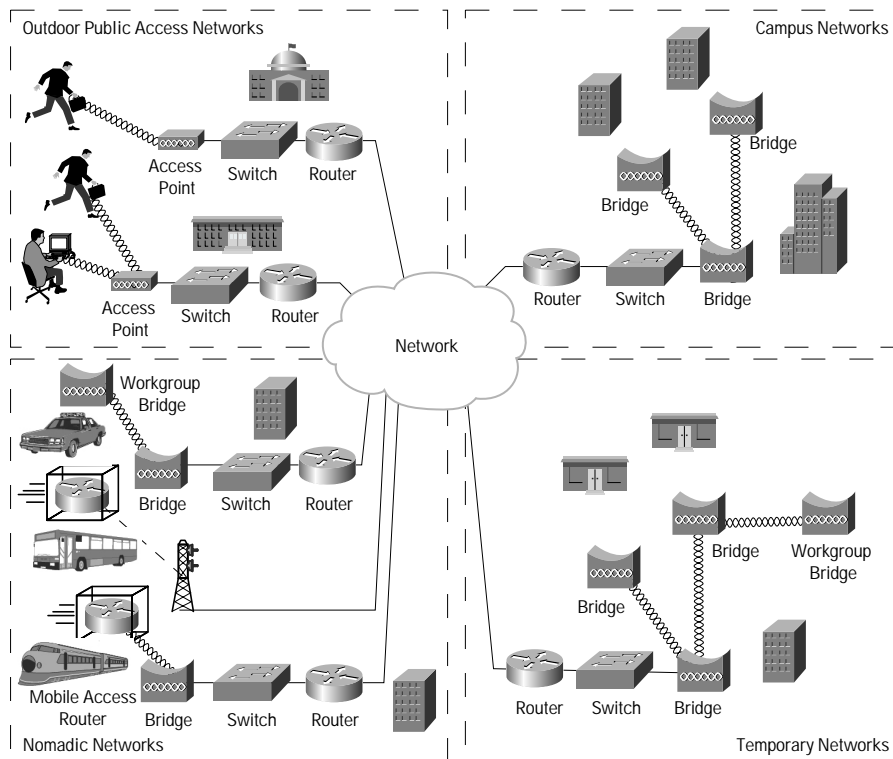 Outdoor Public Access Networks
Access
Point
Switch
Router
Access
Point
Switch
Router
Campus Networks
Bridge
Bridge
Router
Switch
Bridge
Network
Workgroup
Bridge
Bridge
Switch
Router
Mobile Access
Router
Bridge
Switch
Router
Nomadic Networks
Bridge
Workgroup
Bridge
Bridge
Router
Switch
Bridge
Temporary Networks